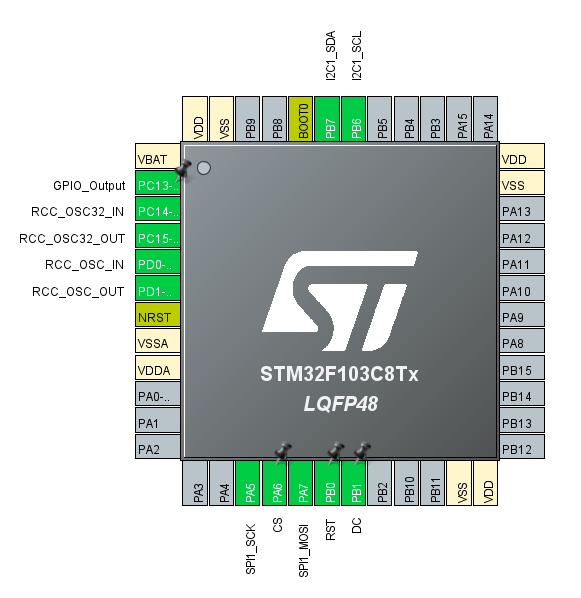 I2C1_SDA
I2C1_SCL
VDD
VSS
PB9
PB8
BOOT0
PB7
PB6
PB5
PB4
PB3
PA15
PA14
VBAT
GPIO_Output PC13-..
RCC_OSC32_IN PC14-..
RCC_OSC32_OUT PC15-..
RCC_OSC_IN PD0-..
RCC_OSC_OUT PD1-..
NRST
VSSA
VDDA
PA0-..
PA1
PA2
ST
STM32F103C8Tx
LQFP48
VDD
VSS
PA13
PA12
PA11
PA10
PA9
PA8
PB15
PB14
PB13
PB12
PA3
PA4
PA5
PA6
PA7
PB0
PB1
PB2
PB10
PB11
VSS
VDD
SPI1_SCK
CS
SPI1_MOSI
RST
DC